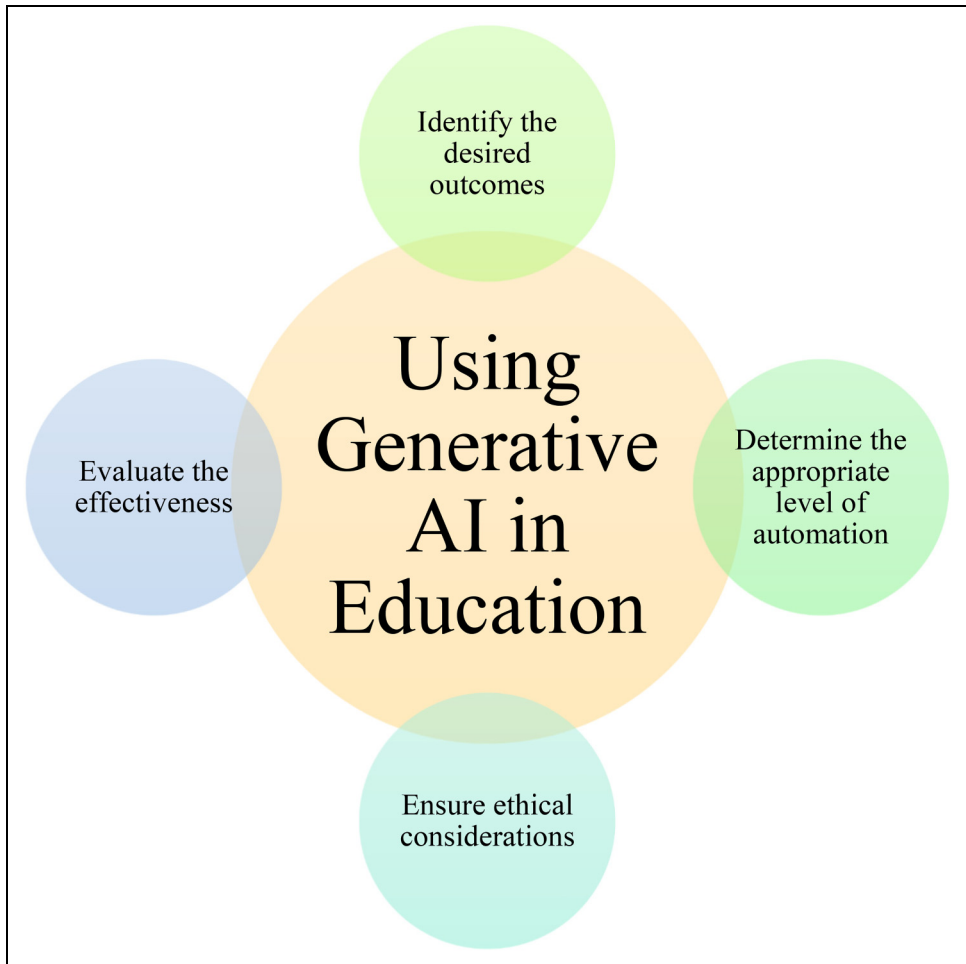 Identify the
desired
outcomes
Using
Generative
AI in
Education
Evaluate the
effectiveness
Determine the
appropriate
level of
automation
Ensure ethical
considerations